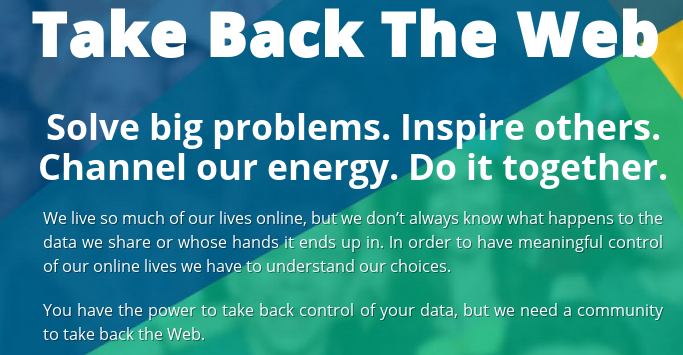 Take Back The Web
Solve big problems. Inspire others.
Channel our energy. Do it together.
We live so much of our lives online, but we don’t always know what happens to the
data we share or whose hands it ends up in. In order to have meaningful control
of our online lives we have to understand our choices.
You have the power to take back control of your data, but we need a community
to take back the Web.